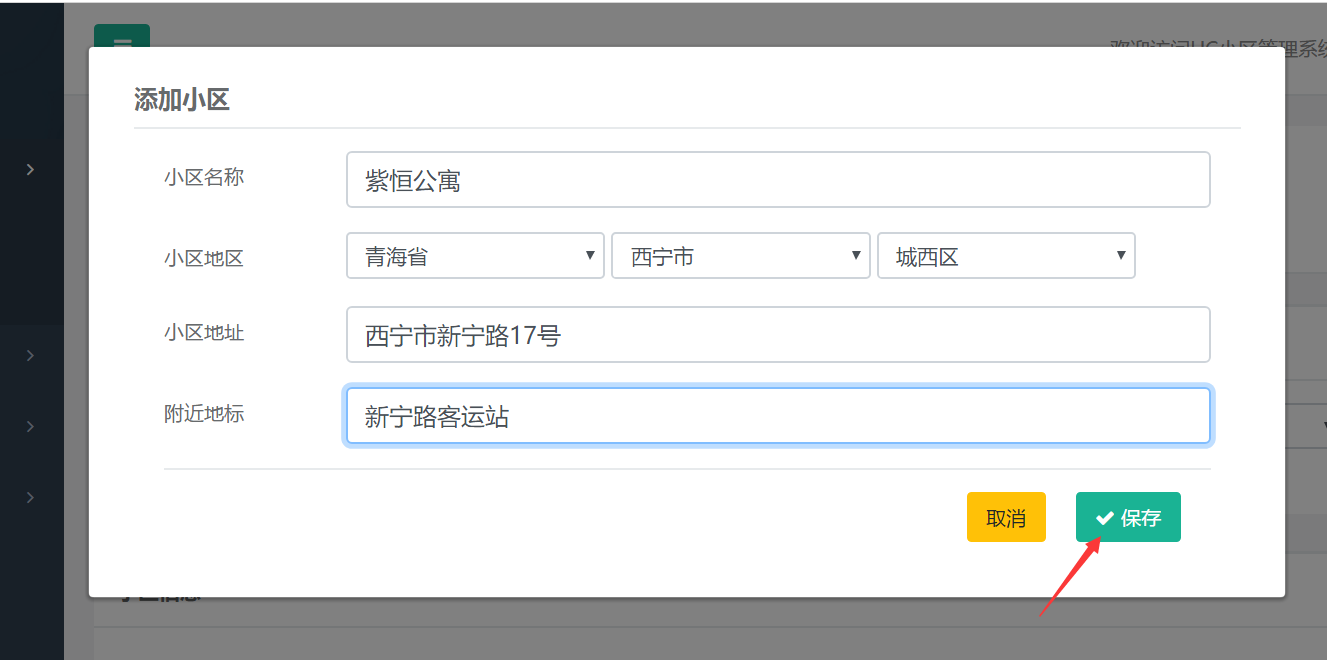 欢迎访问HC小区管理系统
添加小区
小区名称
紫恒公寓
小区地区
青海省 西宁市 城西区
小区地址
西宁市新宁路17号
附近地标
新宁路客运站
取消 保存